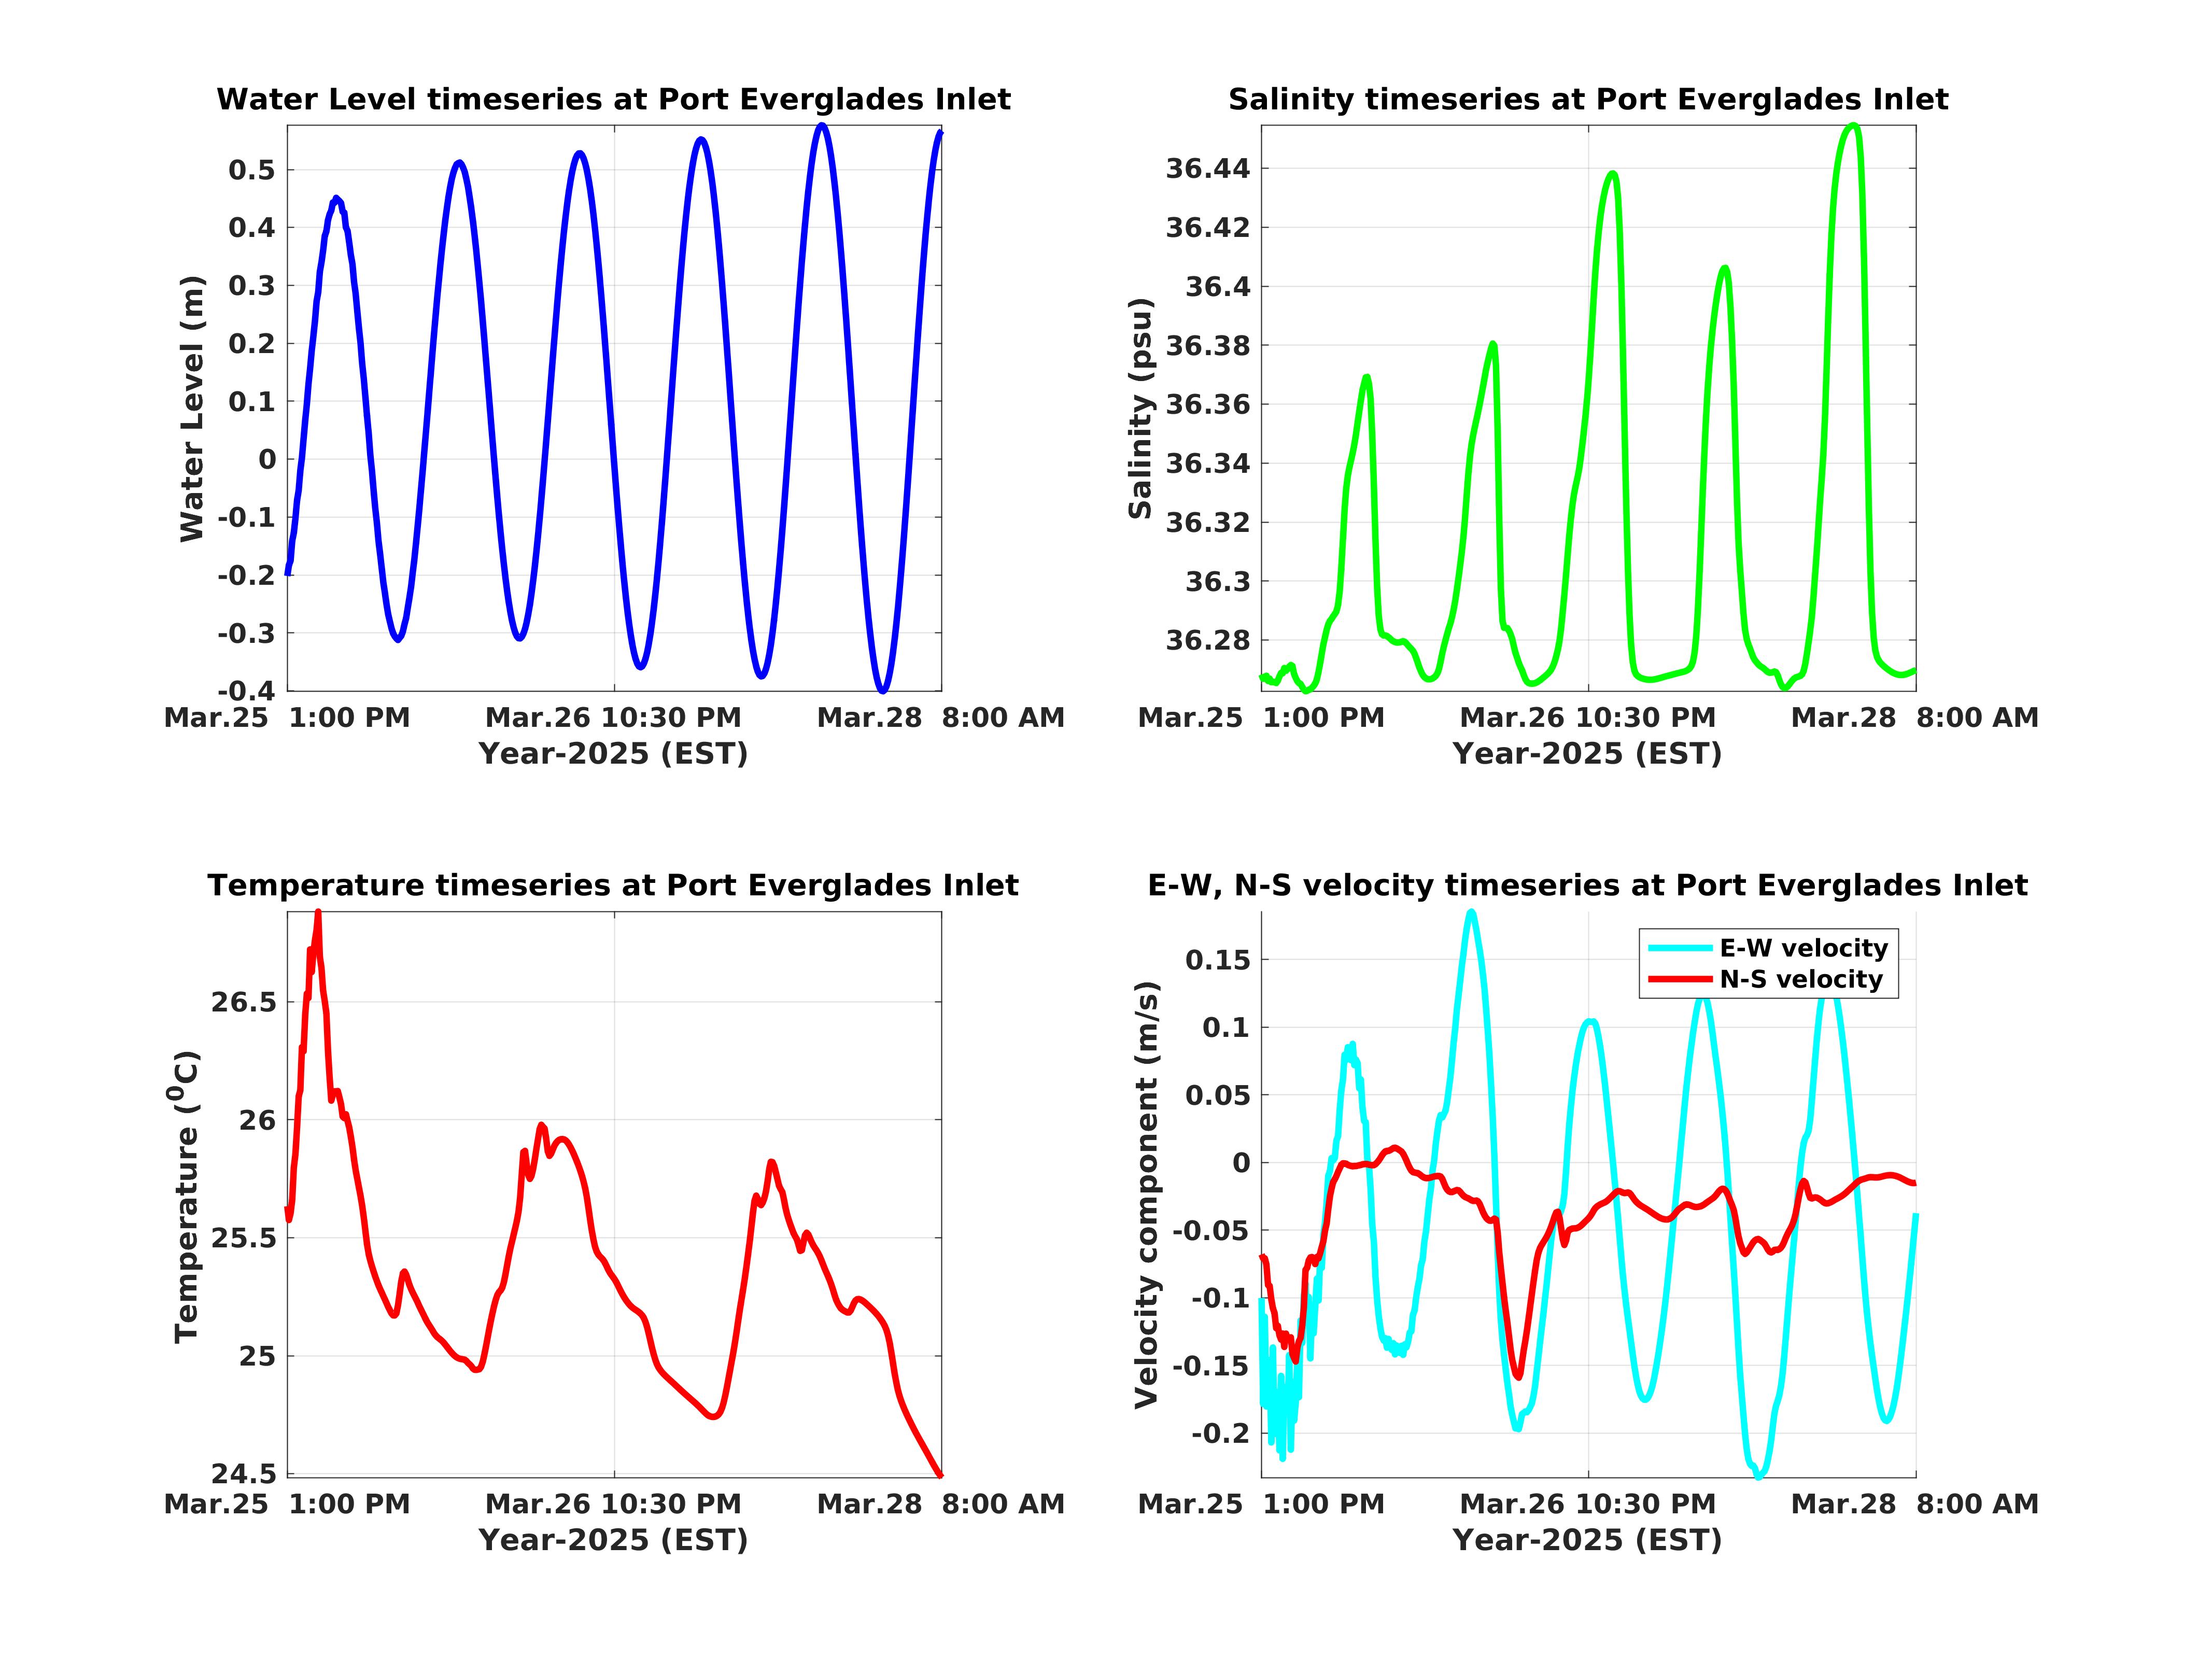 Water Level timeseries at Port Everglades Inlet
Water Level (m)
0.5
0.4
0.3
0.2
0.1
0
-0.1
-0.2
-0.3
-0.4
Mar.25 1:00 PM
Mar.26 10:30 PM
Mar.28 8:00 AM
Year-2025 (EST)
Salinity timeseries at Port Everglades Inlet
Salinity (psu)
36.44
36.42
36.4
36.38
36.36
36.34
36.32
36.3
36.28
Mar.25 1:00 PM
Mar.26 10:30 PM
Mar.28 8:00 AM
Year-2025 (EST)
Temperature timeseries at Port Everglades Inlet
Temperature (⁰C)
26.5
26
25.5
25
24.5
Mar.25 1:00 PM
Mar.26 10:30 PM
Mar.28 8:00 AM
Year-2025 (EST)
E-W, N-S velocity timeseries at Port Everglades Inlet
Velocity component (m/s)
0.15
0.1
0.05
0
-0.05
-0.1
-0.15
-0.2
E-W velocity
N-S velocity
Mar.25 1:00 PM
Mar.26 10:30 PM
Mar.28 8:00 AM
Year-2025 (EST)